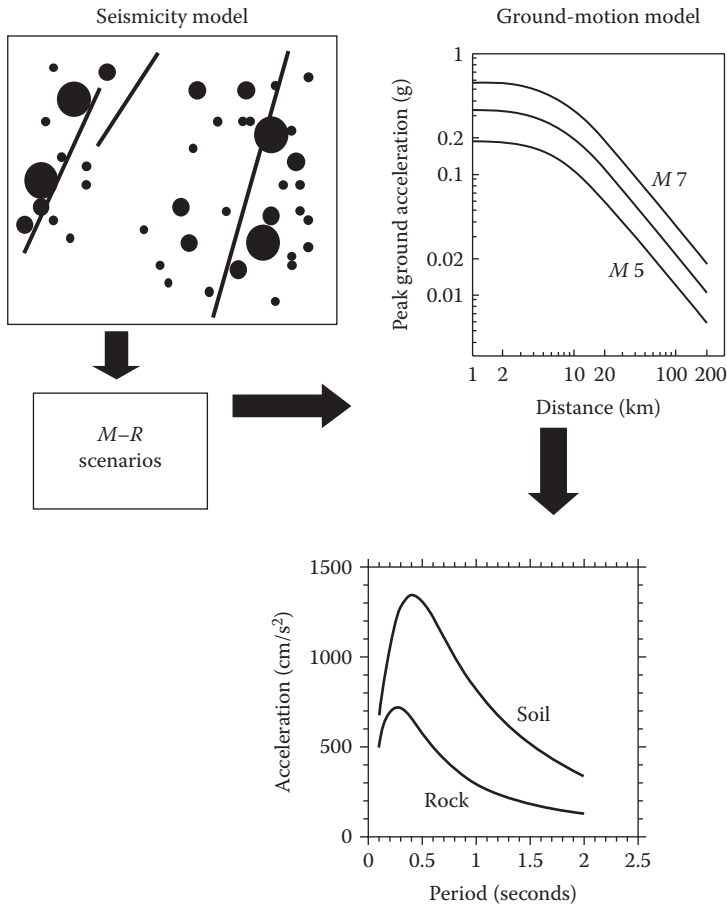 Seismicity model
Ground-motion model
M–R
scenarios
Peak ground acceleration (g)
1
0.2
0.1
0.02
0.01
M 7
M 5
1 2 10 20 100 200
Distance (km)
Acceleration (cm/s²)
1500
1000
500
0
Soil
Rock
0 0.5 1 1.5 2 2.5
Period (seconds)